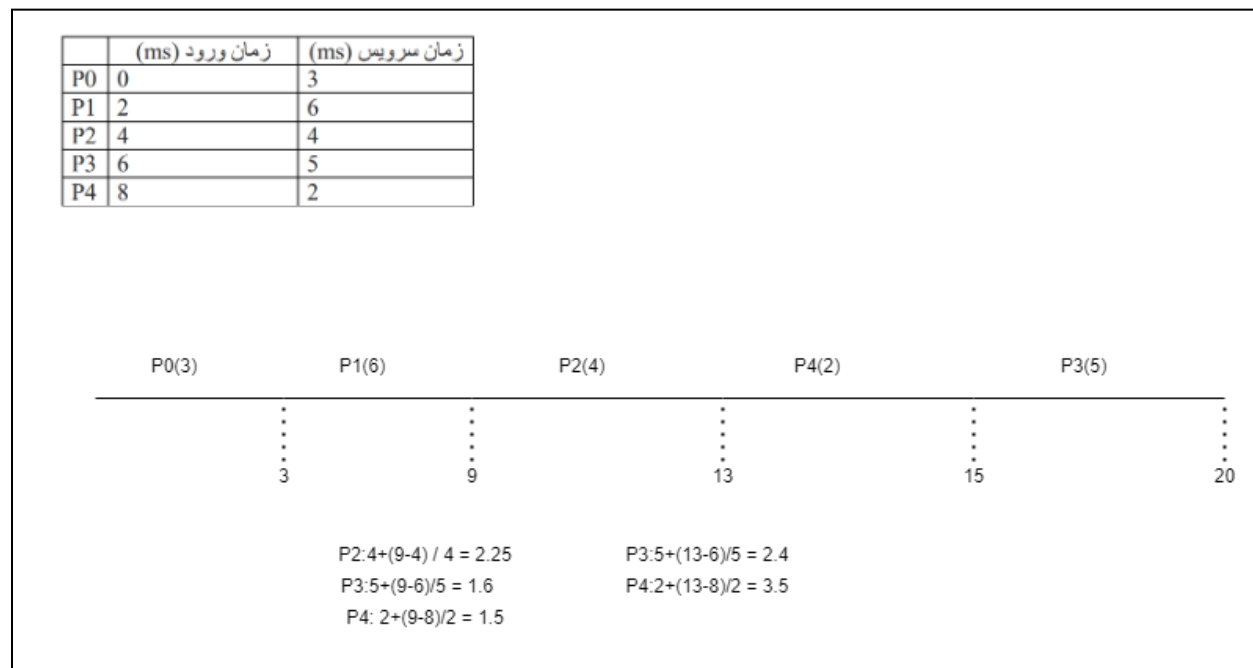 زمان ورود (ms) زمان سرویس (ms)
P0 0 3
P1 2 6
P2 4 4
P3 6 5
P4 8 2
P0(3) P1(6) P2(4) P4(2) P3(5)
3 9 13 15 20
P2:4+(9-4) / 4 = 2.25 P3:5+(13-6)/5 = 2.4
P3:5+(9-6)/5 = 1.6 P4:2+(13-8)/2 = 3.5
P4: 2+(9-8)/2 = 1.5